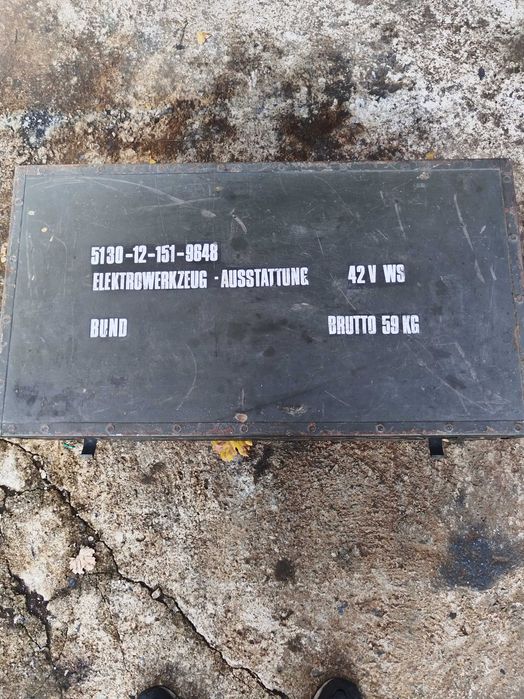 5130-12-151-9648
ELEKTROWERKZEUG - AUSSTATTUNG 42 V WS
BUND BRUTTO 59 KG